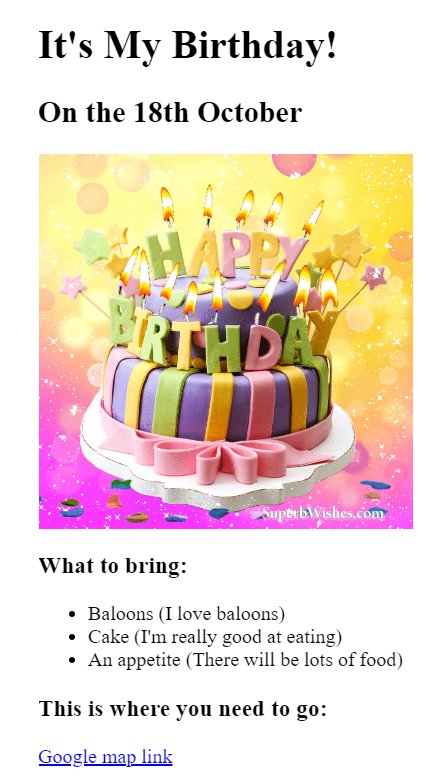 It's My Birthday!
On the 18th October
HAPPY
BIRTHDAY
SuperbWishes.com
What to bring:
Baloons (I love baloons)
Cake (I'm really good at eating)
An appetite (There will be lots of food)
This is where you need to go:
Google map link